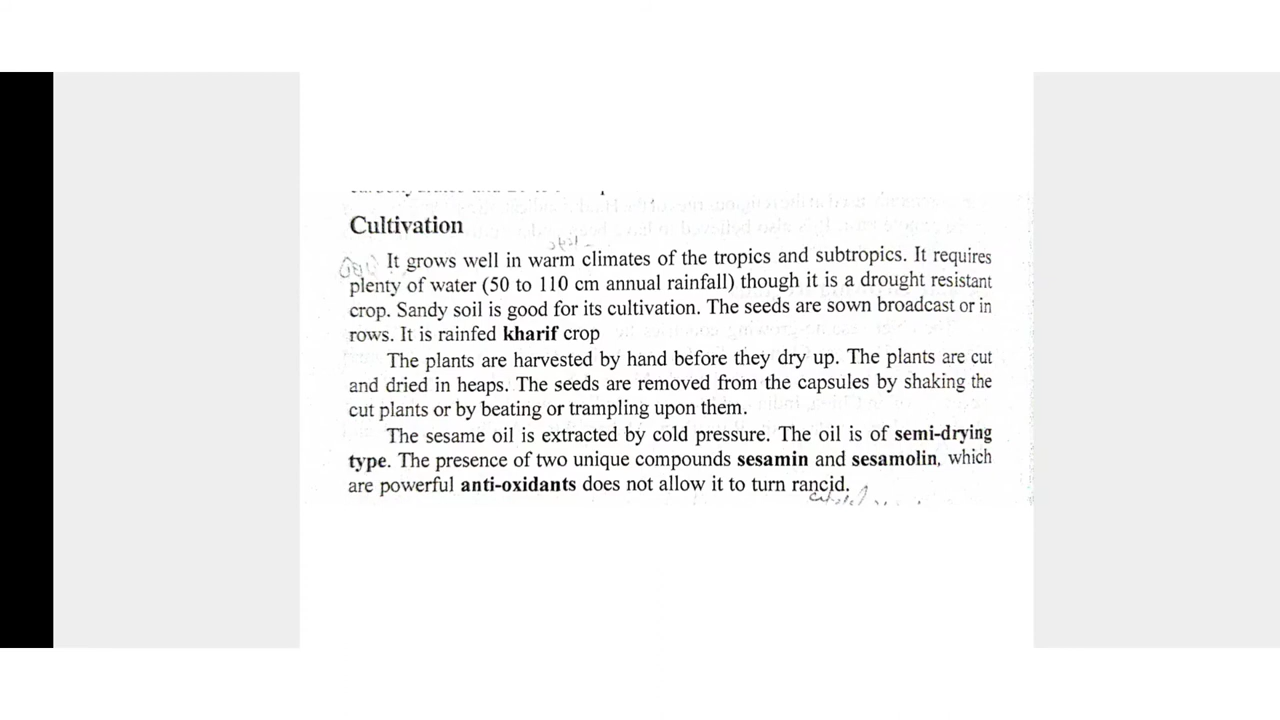 Cultivation
It grows well in warm climates of the tropics and subtropics. It requires
plenty of water (50 to 110 cm annual rainfall) though it is a drought resistant
crop. Sandy soil is good for its cultivation. The seeds are sown broadcast or in
rows. It is rainfed kharif crop
The plants are harvested by hand before they dry up. The plants are cut
and dried in heaps. The seeds are removed from the capsules by shaking the
cut plants or by beating or trampling upon them.
The sesame oil is extracted by cold pressure. The oil is of semi-drying
type. The presence of two unique compounds sesamin and sesamolin, which
are powerful anti-oxidants does not allow it to turn rancid.